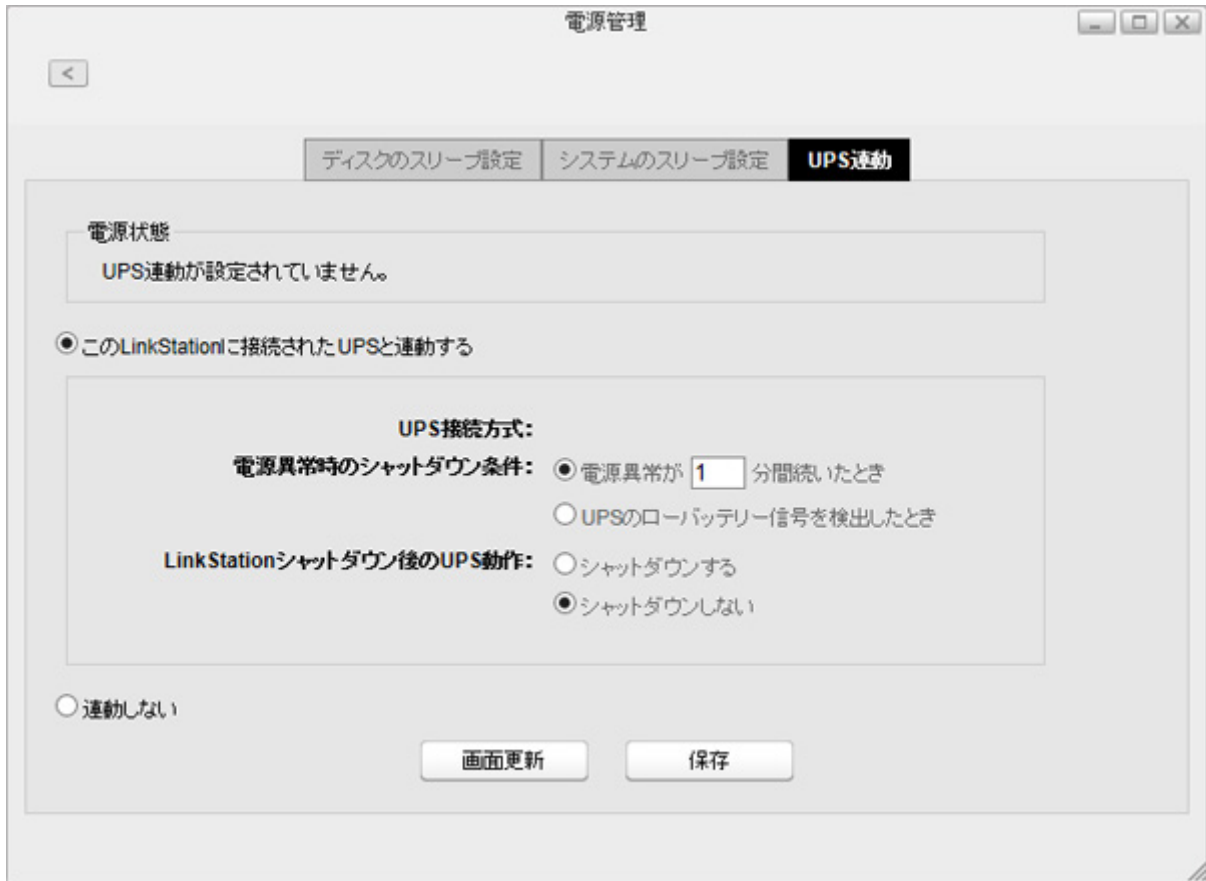 電源管理
<
ディスクのスリープ設定 システムのスリープ設定 UPS連動
電源状態
UPS連動が設定されていません。
このLinkStationに接続されたUPSと連動する
UPS接続方式:
電源異常時のシャットダウン条件: 電源異常が 1 分間続いたとき
UPSのローバッテリー信号を検出したとき
LinkStationシャットダウン後のUPS動作: シャットダウンする
シャットダウンしない
連動しない
画面更新 保存